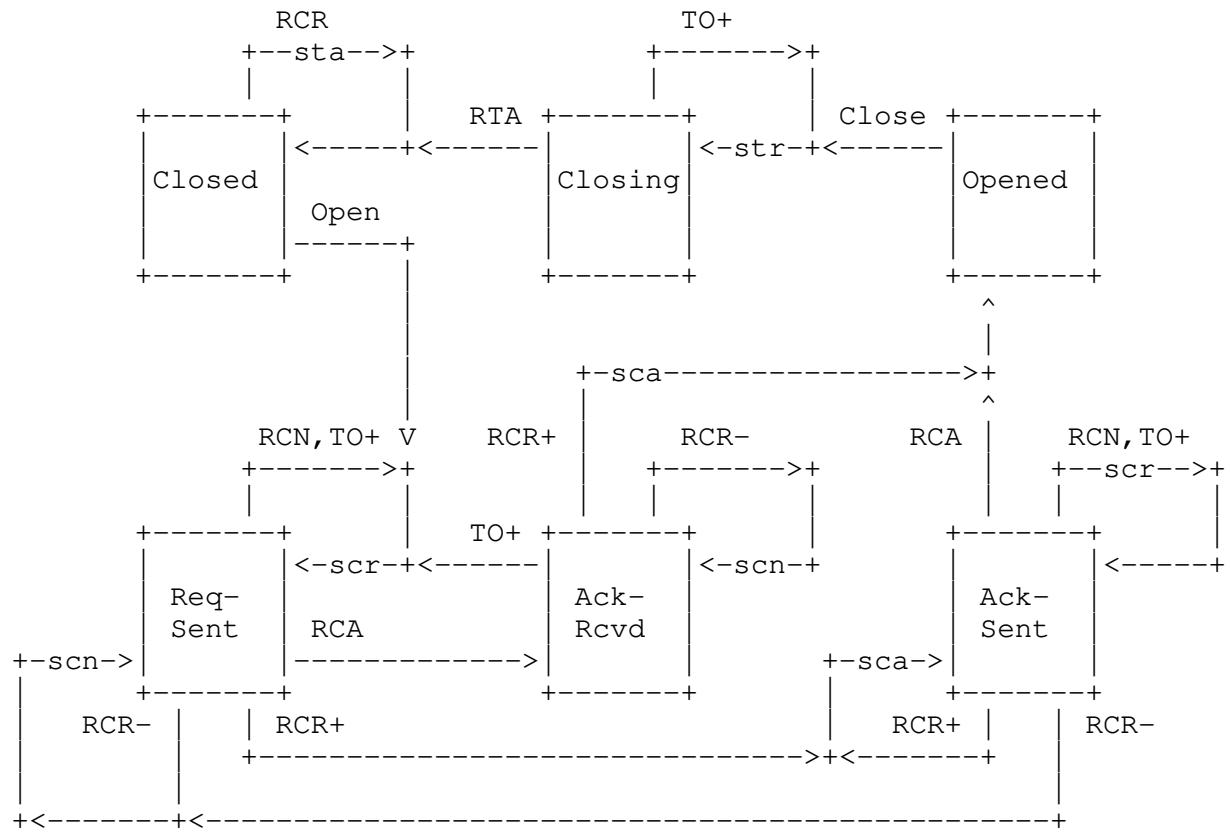 RCR TO+
sta
RTA Close
str
Closed Closing Opened
Open
sca
RCN,TO+ V RCR+ RCR- RCA RCN,TO+
scr
TO+
scr scn
Req- Ack- Ack-
Sent RCA Rcvd Sent
scn sca
RCR- RCR+ RCR+ RCR-